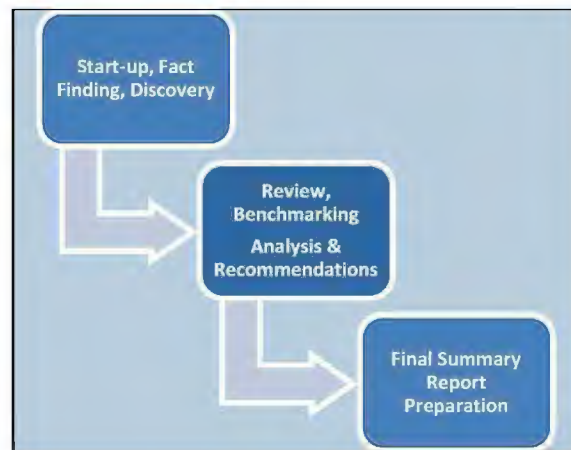 Start-up, Fact
Finding, Discovery
Review,
Benchmarking
Analysis &
Recommendations
Final Summary
Report
Preparation